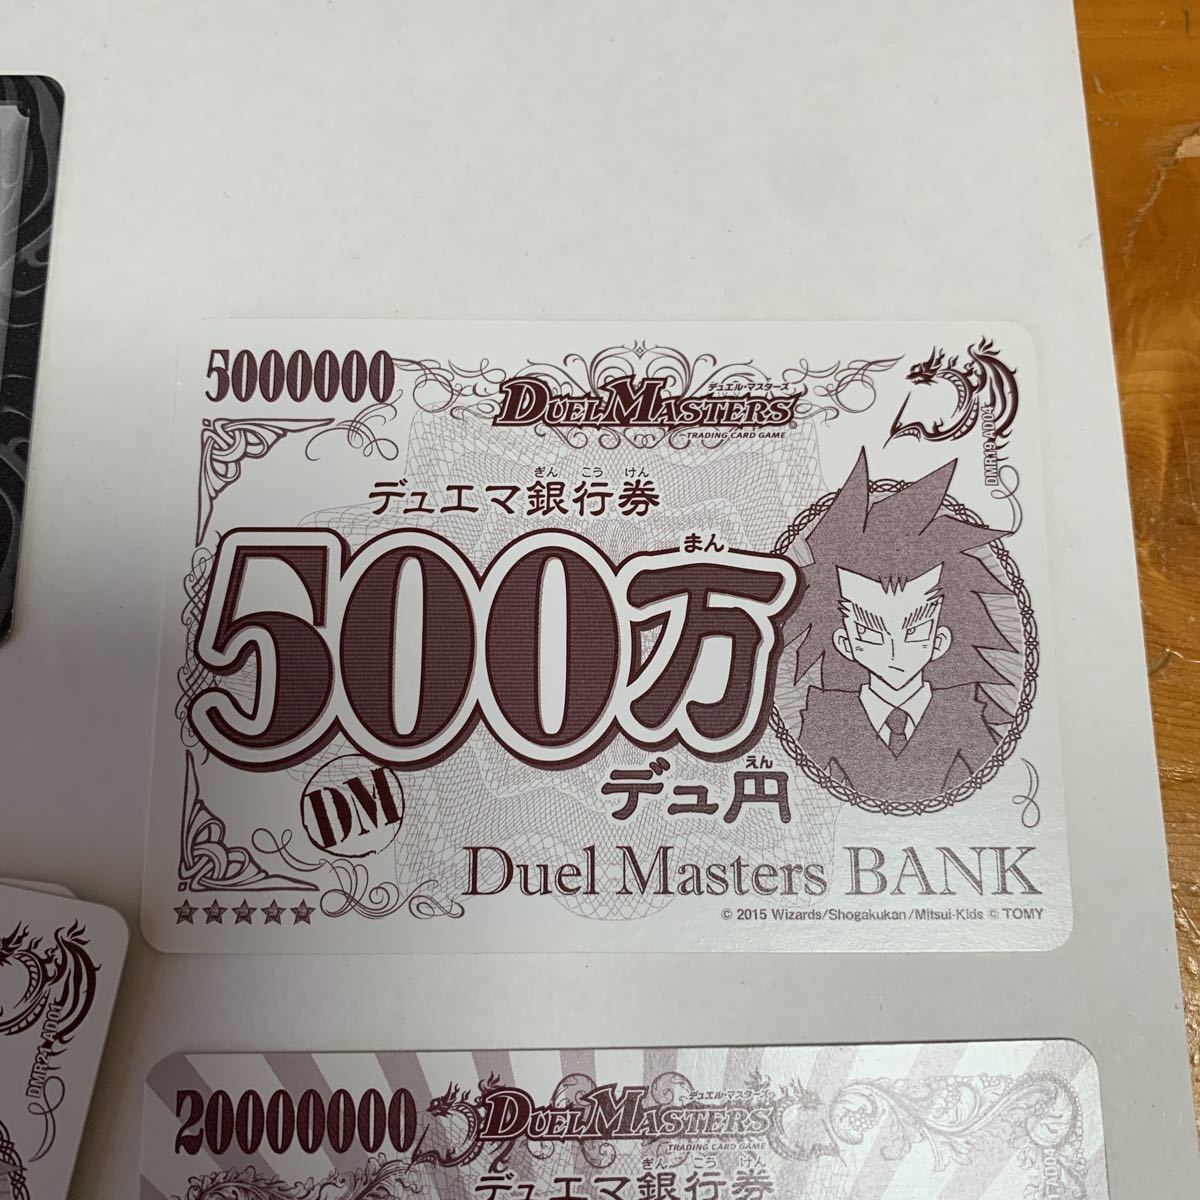 5000000
デュエル・マスターズ
DUEL MASTERS
TRADING CARD GAME
DMR19 AD04
ぎん こう けん
デュエマ銀行券
まん
500万
えん
デュ円
DM
Duel Masters BANK
© 2015 Wizards/Shogakukan/Mitsui-Kids © TOMY
DMR21 AD01
20000000
デュエル・マスターズ
DUEL MASTERS
TRADING CARD GAME
ぎん こう けん
デュエマ銀行券